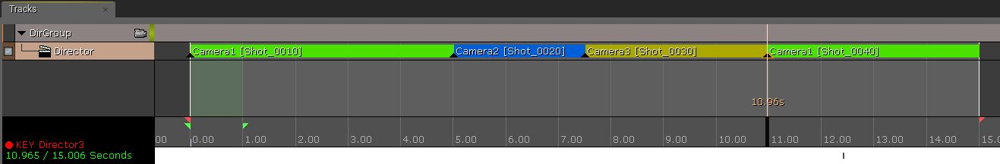 Tracks
DirGroup
Director
Camera1 [Shot_0010]
Camera2 [Shot_0020]
Camera3 [Shot_0030]
Camera1 [Shot_0040]
10.96s
.00 0.00 1.00 2.00 3.00 4.00 5.00 6.00 7.00 8.00 9.00 10.00 11.00 12.00 13.00 14.00 15.0
KEY Director3
10.965 / 15.006 Seconds